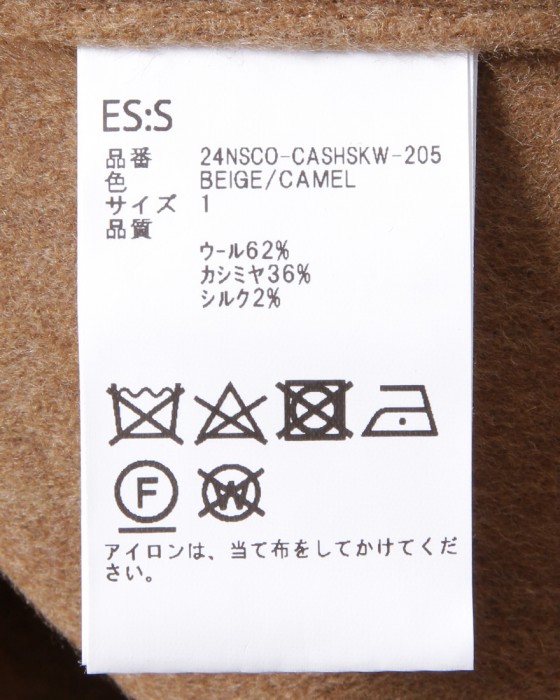 ES:S
品番 24NSCO-CASHSKW-205
色 BEIGE/CAMEL
サイズ 1
品質
ウール62%
カシミヤ36%
シルク2%
F W
アイロンは、当て布をしてかけてくだ
さい。